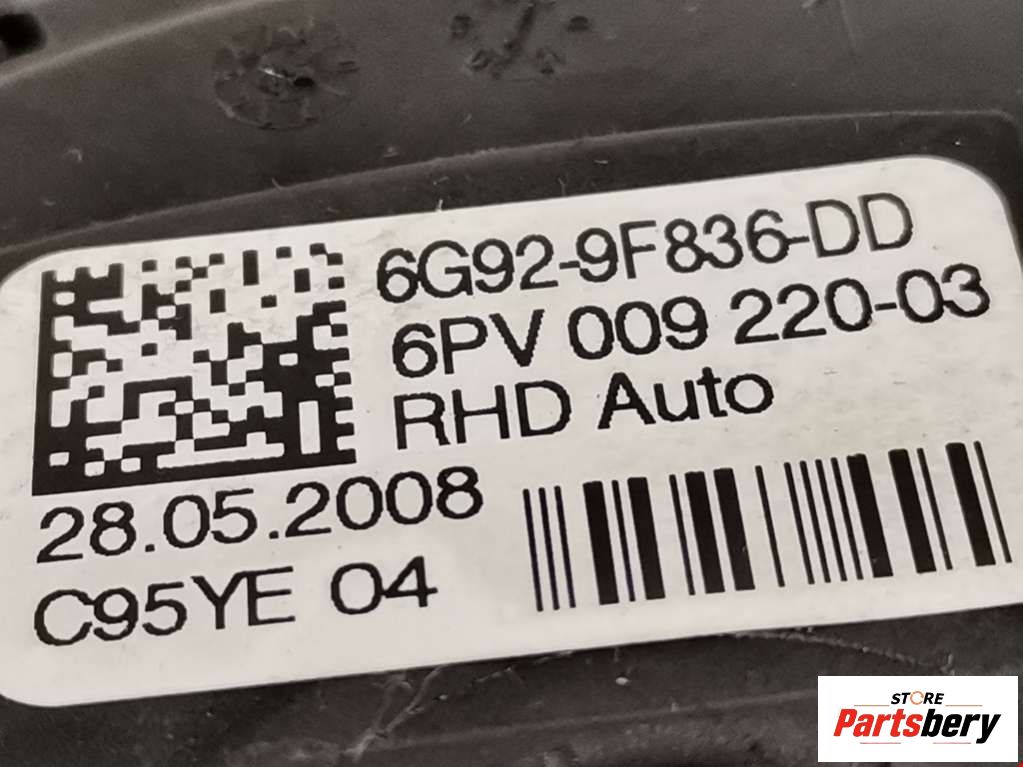 6G92-9F836-DD
6PV 009 220-03
RHD Auto
28.05.2008
C95YE 04
STORE
Partsbery